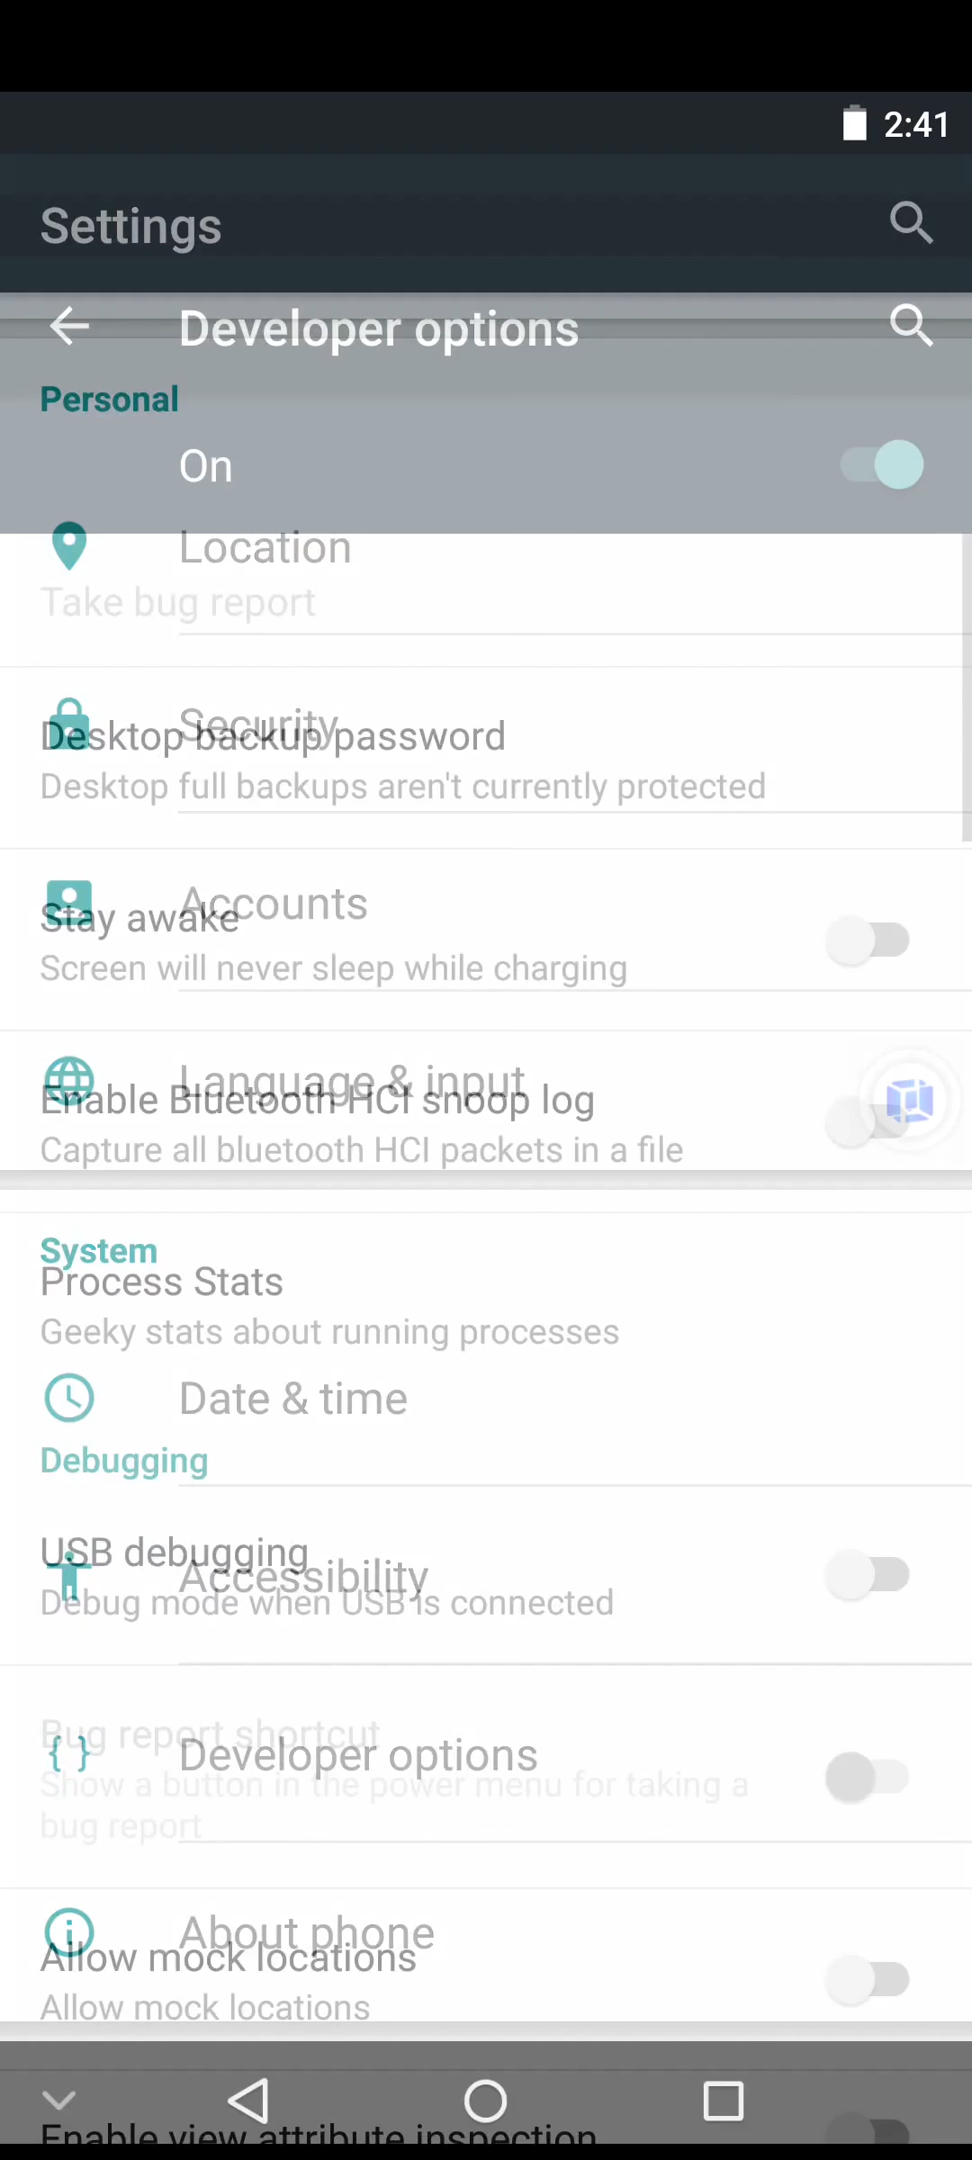 2:41
Settings
Developer options
Personal
On
Location
Take bug report
Security
Desktop backup password
Desktop full backups aren't currently protected
Accounts
Stay awake
Screen will never sleep while charging
Language & input
Enable Bluetooth HCI snoop log
Capture all bluetooth HCI packets in a file
System
Process Stats
Geeky stats about running processes
Date & time
Debugging
USB debugging
Accessibility
Debug mode when USB is connected
Bug report shortcut
Developer options
Show a button in the power menu for taking a
bug report
About phone
Allow mock locations
Allow mock locations
Enable view attribute inspection